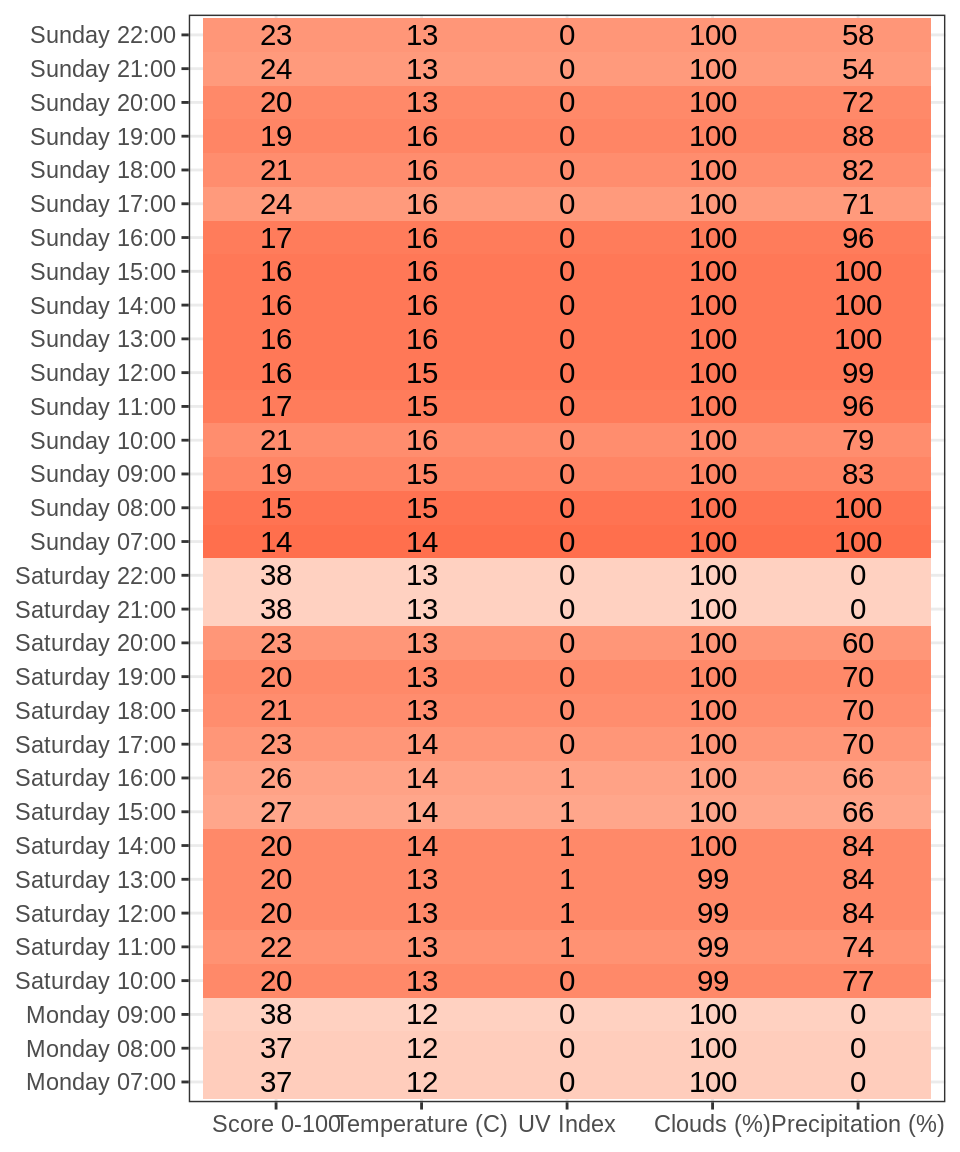 Sunday 22:00 23 13 0 100 58
Sunday 21:00 24 13 0 100 54
Sunday 20:00 20 13 0 100 72
Sunday 19:00 19 16 0 100 88
Sunday 18:00 21 16 0 100 82
Sunday 17:00 24 16 0 100 71
Sunday 16:00 17 16 0 100 96
Sunday 15:00 16 16 0 100 100
Sunday 14:00 16 16 0 100 100
Sunday 13:00 16 16 0 100 100
Sunday 12:00 16 15 0 100 99
Sunday 11:00 17 15 0 100 96
Sunday 10:00 21 16 0 100 79
Sunday 09:00 19 15 0 100 83
Sunday 08:00 15 15 0 100 100
Sunday 07:00 14 14 0 100 100
Saturday 22:00 38 13 0 100 0
Saturday 21:00 38 13 0 100 0
Saturday 20:00 23 13 0 100 60
Saturday 19:00 20 13 0 100 70
Saturday 18:00 21 13 0 100 70
Saturday 17:00 23 14 0 100 70
Saturday 16:00 26 14 1 100 66
Saturday 15:00 27 14 1 100 66
Saturday 14:00 20 14 1 100 84
Saturday 13:00 20 13 1 99 84
Saturday 12:00 20 13 1 99 84
Saturday 11:00 22 13 1 99 74
Saturday 10:00 20 13 0 99 77
Monday 09:00 38 12 0 100 0
Monday 08:00 37 12 0 100 0
Monday 07:00 37 12 0 100 0
Score 0-100 Temperature (C) UV Index Clouds (%) Precipitation (%)